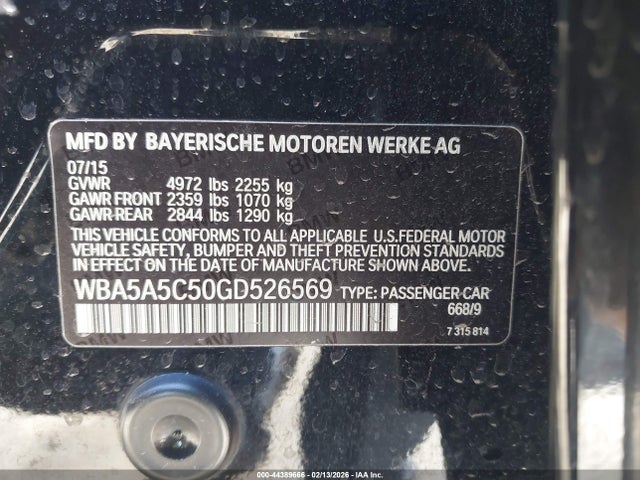 MFD BY BAYERISCHE MOTOREN WERKE AG
07/15
GVWR 4972 lbs 2255 kg
GAWR FRONT 2359 lbs 1070 kg
GAWR REAR 2844 lbs 1290 kg
THIS VEHICLE CONFORMS TO ALL APPLICABLE U.S.FEDERAL MOTOR
VEHICLE SAFETY, BUMPER AND THEFT PREVENTION STANDARDS
IN EFFECT ON THE DATE OF MANUFACTURE SHOWN ABOVE.
WBA5A5C50GD526569 TYPE: PASSENGER CAR
668/9
7 315 814
000-44389666 - 02/13/2026 - IAA Inc.